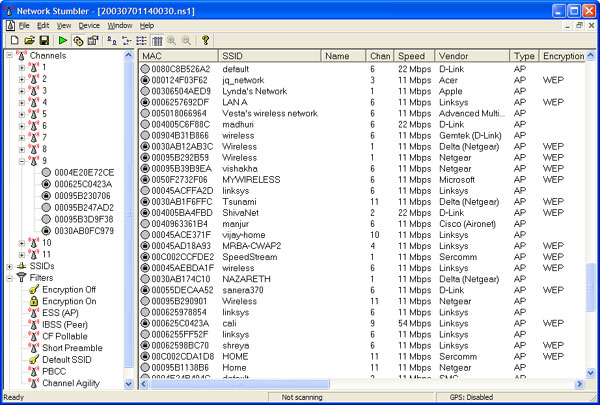 Network Stumbler - [20030701140030.ns1]
File Edit View Device Window Help
MAC SSID Name Chan Speed Vendor Type Encryption
Channels
1
2
3
4
5
6
7
8
9
0004E20E72CE
000625C0423A
00095B230706
00095B247AD2
00095B3D9F38
0030AB0FC979
10
11
SSIDs
Filters
Encryption Off
Encryption On
ESS (AP)
IBSS (Peer)
CF Pollable
Short Preamble
Default SSID
PBCC
Channel Agility
0080C8B526A2 default 6 22 Mbps D-Link AP
000124F03F62 jq_network 3 11 Mbps Acer AP WEP
00306504AED9 Lynda's Network 1 11 Mbps Apple AP
0006257692DF LAN A 6 11 Mbps Linksys AP WEP
005018066964 Vesta's wireless network 6 11 Mbps Advanced Multi... AP
004005C6F88C madhuri 6 22 Mbps D-Link AP
00904B31B866 wireless 6 11 Mbps Gemtek (D-Link) AP
0030AB12AB3C Wireless 1 11 Mbps Delta (Netgear) AP WEP
00095B292B59 Wireless 1 11 Mbps Netgear AP WEP
00095B39B9EA vishakha 6 11 Mbps Netgear AP WEP
0050F2732F06 MYWIRELESS 6 11 Mbps Microsoft AP WEP
00045ACFFA2D linksys 6 11 Mbps Linksys AP
0030AB1F6FFC Tsunami 11 11 Mbps Delta (Netgear) AP WEP
004005BA4FBD ShivaNet 2 22 Mbps D-Link AP WEP
0040963361B4 manjur 6 11 Mbps Cisco (Aironet) AP
00045ACE371F vijay-home 10 11 Mbps Linksys AP
00045AD18A93 MRBA-CWAP2 4 11 Mbps Linksys AP WEP
00C002CCFDE2 SpeedStream 1 11 Mbps Sercomm AP WEP
00045AEBDA1F wireless 6 11 Mbps Linksys AP WEP
0030AB174C10 NAZARETH 1 11 Mbps Delta (Netgear) AP
00055DECAA52 sanera370 6 11 Mbps D-Link AP WEP
00095B290901 Wireless 11 11 Mbps Netgear AP
000625978854 linksys 6 11 Mbps Linksys AP
000625C0423A cali 9 54 Mbps Linksys AP WEP
0006255FF52F linksys 6 11 Mbps Linksys AP
00062598BC70 shreya 6 11 Mbps Linksys AP WEP
00C002CDA1D8 HOME 11 11 Mbps Sercomm AP WEP
00095B1138B6 Home 11 11 Mbps Netgear AP
default 2 11 Mbps SMC AP
Ready Not scanning GPS: Disabled